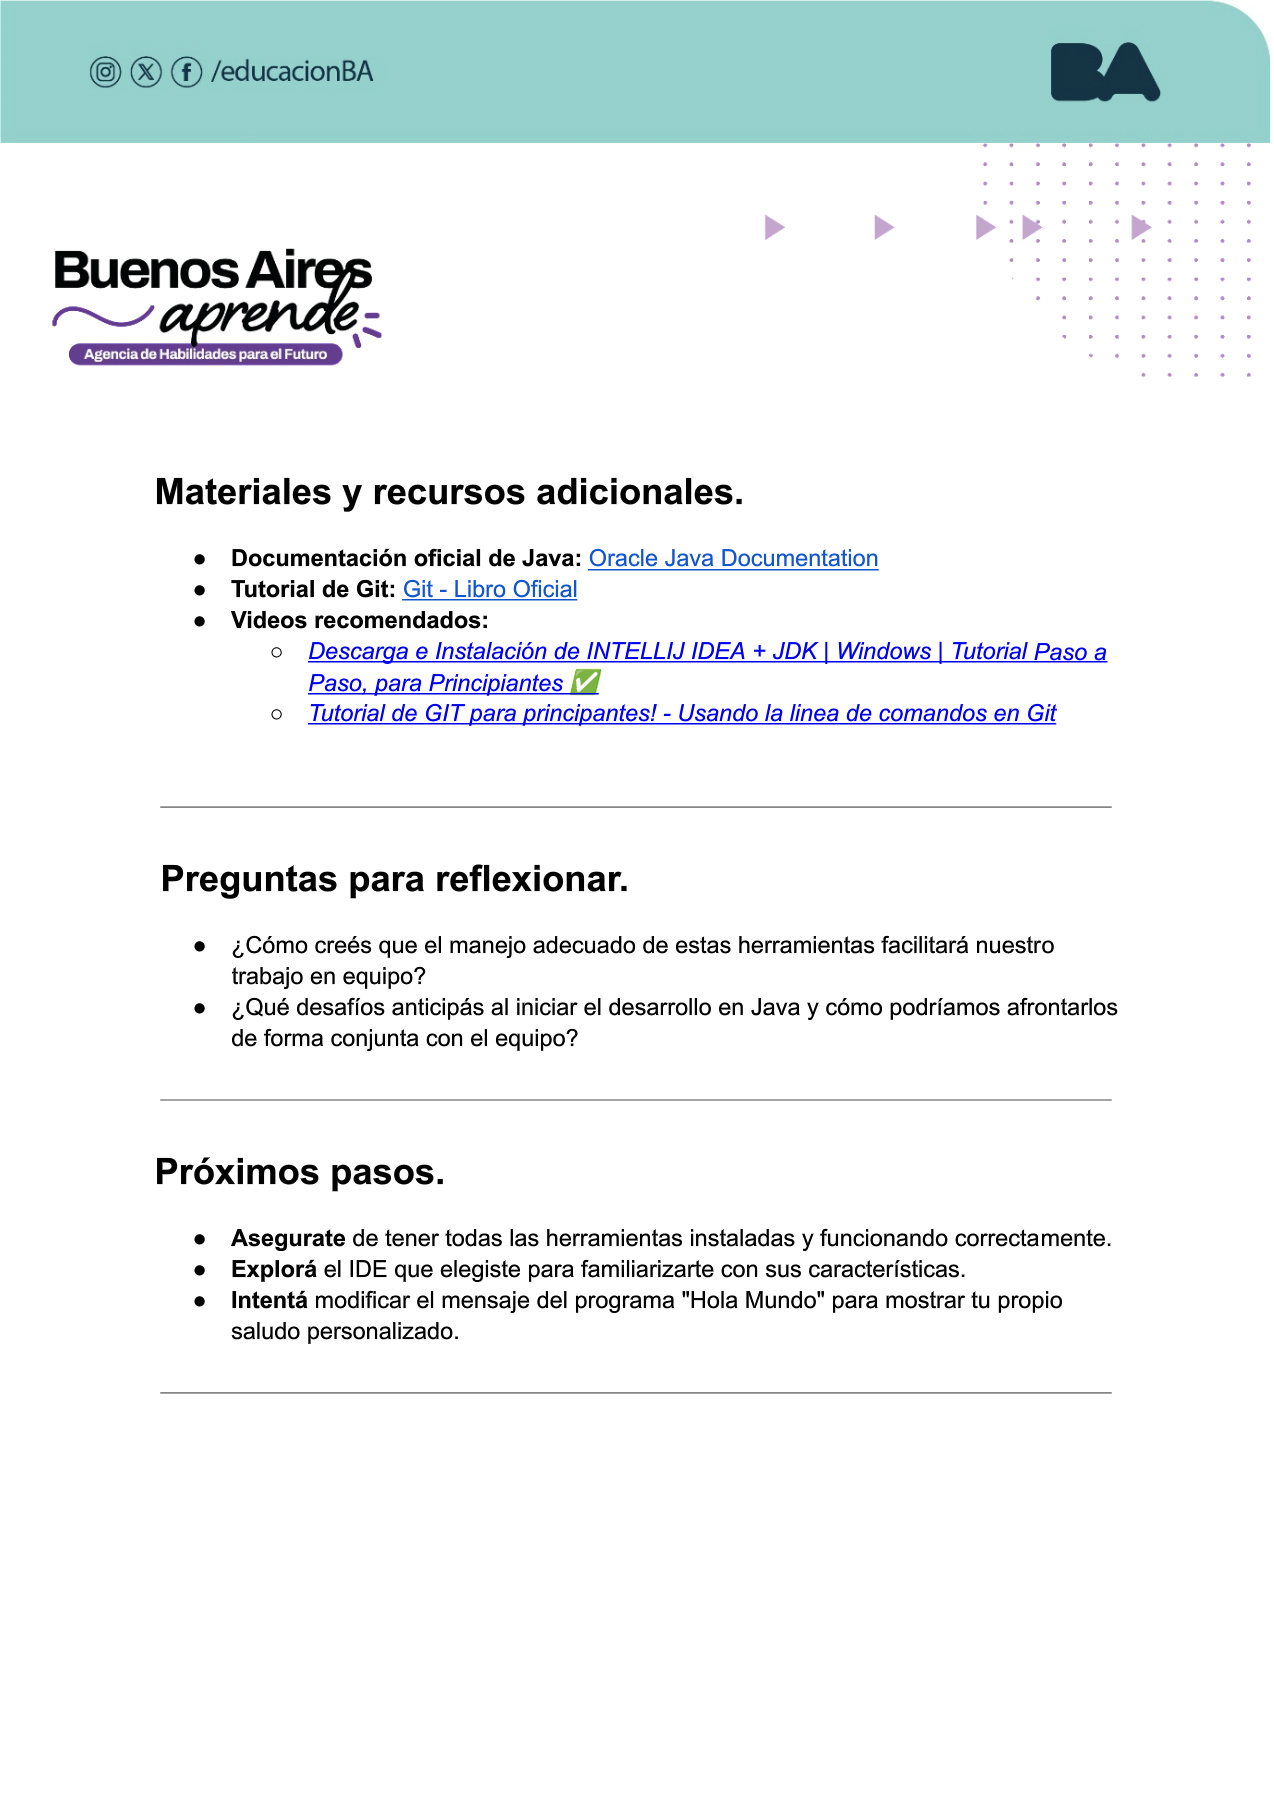 /educacionBA
BA
Buenos Aires
aprende
Agencia de Habilidades para el Futuro
Materiales y recursos adicionales.
● Documentación oficial de Java: Oracle Java Documentation
● Tutorial de Git: Git - Libro Oficial
● Videos recomendados:
○ Descarga e Instalación de INTELLIJ IDEA + JDK | Windows | Tutorial Paso a
Paso, para Principiantes ✅
○ Tutorial de GIT para principantes! - Usando la linea de comandos en Git
Preguntas para reflexionar.
● ¿Cómo creés que el manejo adecuado de estas herramientas facilitará nuestro
trabajo en equipo?
● ¿Qué desafíos anticipás al iniciar el desarrollo en Java y cómo podríamos afrontarlos
de forma conjunta con el equipo?
Próximos pasos.
● Asegurate de tener todas las herramientas instaladas y funcionando correctamente.
● Explorá el IDE que elegiste para familiarizarte con sus características.
● Intentá modificar el mensaje del programa "Hola Mundo" para mostrar tu propio
saludo personalizado.